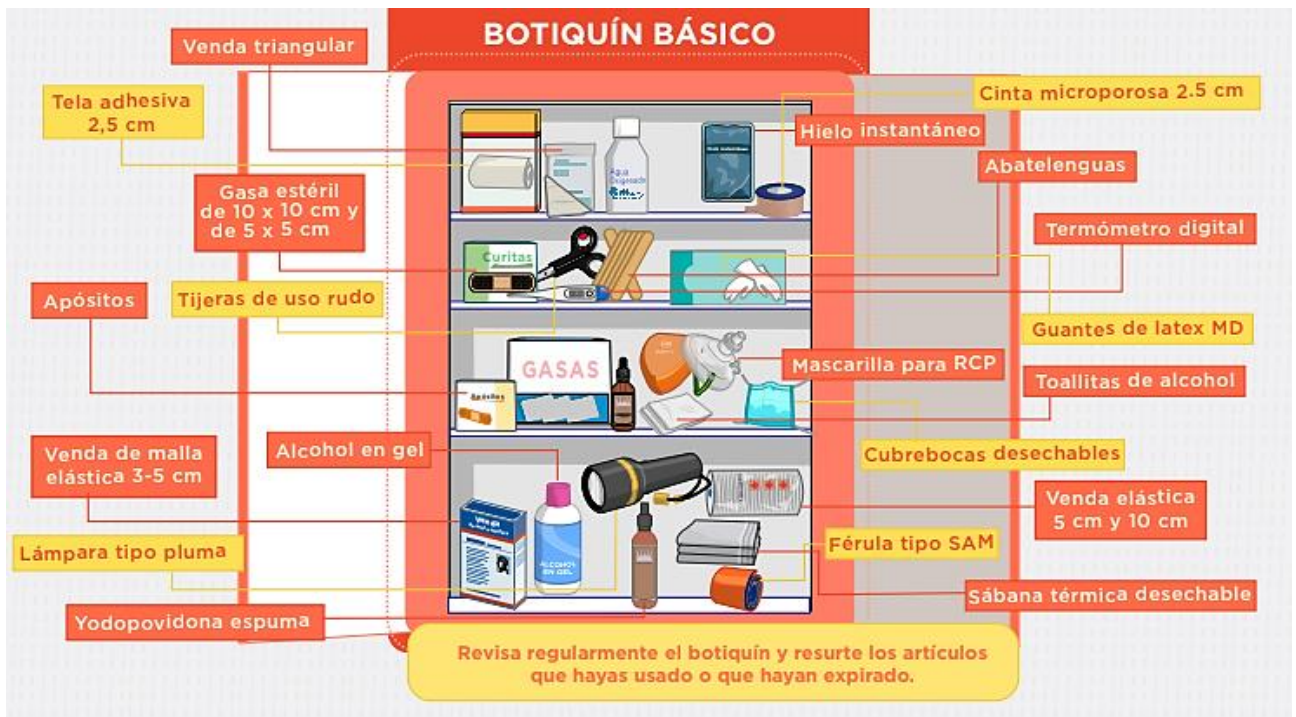 BOTIQUÍN BÁSICO
Venda triangular
Tela adhesiva
2,5 cm
Cinta microporosa 2.5 cm
Hielo instantáneo
Abatelenguas
Gasa estéril
de 10 x 10 cm y
de 5 x 5 cm
Termómetro digital
Agua
Oxigenada
Curitas
Apósitos
Tijeras de uso rudo
Guantes de latex MD
GASAS
Mascarilla para RCP
Toallitas de alcohol
Apósitos
Venda de malla
elástica 3-5 cm
Alcohol en gel
Cubrebocas desechables
Venda elástica
5 cm y 10 cm
Lámpara tipo pluma
ALCOHOL
EN GEL
Férula tipo SAM
Sábana térmica desechable
Yodopovidona espuma
Revisa regularmente el botiquín y resurte los artículos
que hayas usado o que hayan expirado.